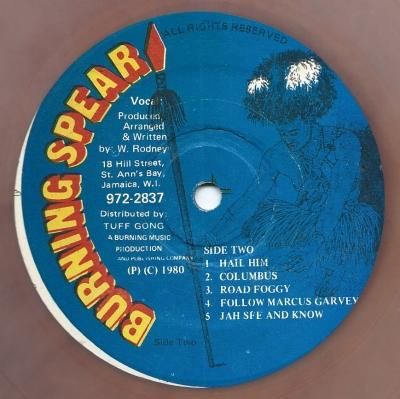 ALL RIGHTS RESERVED
BURNING SPEAR
Vocal:
Produced,
Arranged
& Written
by: W. Rodney
18 Hill Street,
St. Ann's Bay,
Jamaica, W.I.
972-2837
Distributed by:
TUFF GONG
A BURNING MUSIC
PRODUCTION
AND PUBLISHING COMPANY
(P) (C) 1980
SIDE TWO
1 HAIL HIM
2. COLUMBUS
3. ROAD FOGGY
4. FOLLOW MARCUS GARVEY
5 JAH SEE AND KNOW
Side Two